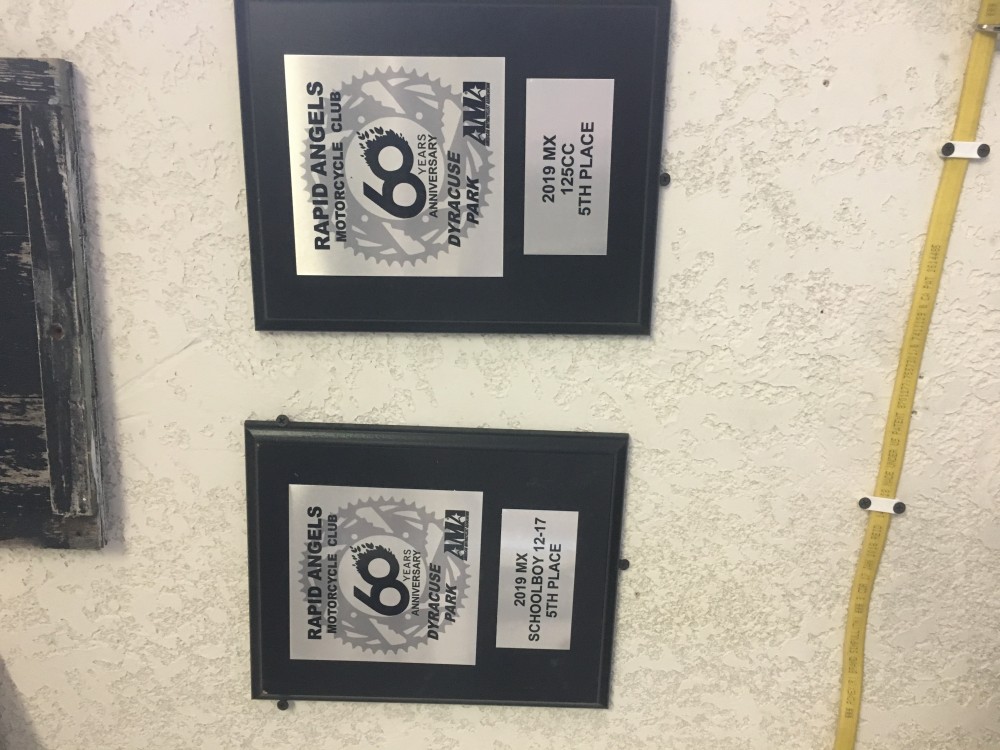 RAPID ANGELS
MOTORCYCLE CLUB
60
YEARS
ANNIVERSARY
DYRACUSE
PARK
AMA
2019 MX
SCHOOLBOY 12-17
5TH PLACE
RAPID ANGELS
MOTORCYCLE CLUB
60
YEARS
ANNIVERSARY
DYRACUSE
PARK
AMA
2019 MX
125CC
5TH PLACE